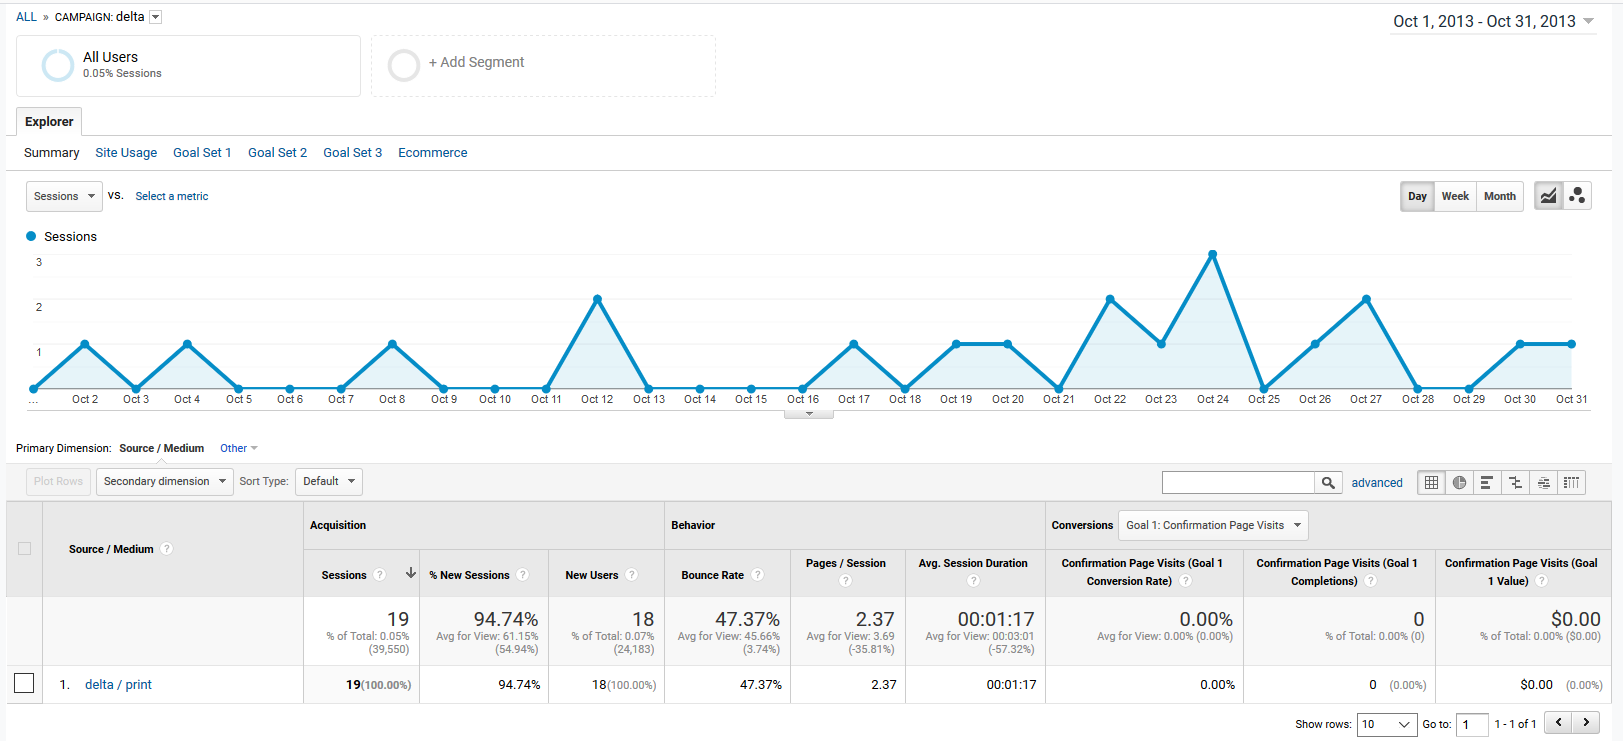 ALL » CAMPAIGN: delta
Oct 1, 2013 - Oct 31, 2013
All Users
0.05% Sessions
+ Add Segment
Explorer
Summary Site Usage Goal Set 1 Goal Set 2 Goal Set 3 Ecommerce
Sessions vs. Select a metric
Day Week Month
Sessions
3
2
1
... Oct 2 Oct 3 Oct 4 Oct 5 Oct 6 Oct 7 Oct 8 Oct 9 Oct 10 Oct 11 Oct 12 Oct 13 Oct 14 Oct 15 Oct 16 Oct 17 Oct 18 Oct 19 Oct 20 Oct 21 Oct 22 Oct 23 Oct 24 Oct 25 Oct 26 Oct 27 Oct 28 Oct 29 Oct 30 Oct 31
Primary Dimension: Source / Medium Other
Plot Rows Secondary dimension Sort Type: Default
advanced
Source / Medium ?
Acquisition
Behavior
Conversions Goal 1: Confirmation Page Visits
Sessions ?
% New Sessions ?
New Users ?
Bounce Rate ?
Pages / Session
?
Avg. Session Duration
?
Confirmation Page Visits (Goal 1
Conversion Rate) ?
Confirmation Page Visits (Goal 1
Completions) ?
Confirmation Page Visits (Goal
1 Value) ?
19
% of Total: 0.05%
(39,550)
94.74%
Avg for View: 61.15%
(54.94%)
18
% of Total: 0.07%
(24,183)
47.37%
Avg for View: 45.66%
(3.74%)
2.37
Avg for View: 3.69
(-35.81%)
00:01:17
Avg for View: 00:03:01
(-57.32%)
0.00%
Avg for View: 0.00% (0.00%)
0
% of Total: 0.00% (0)
$0.00
% of Total: 0.00% ($0.00)
1. delta / print 19(100.00%) 94.74% 18(100.00%) 47.37% 2.37 00:01:17 0.00% 0 (0.00%) $0.00 (0.00%)
Show rows: 10 Go to: 1 1 - 1 of 1